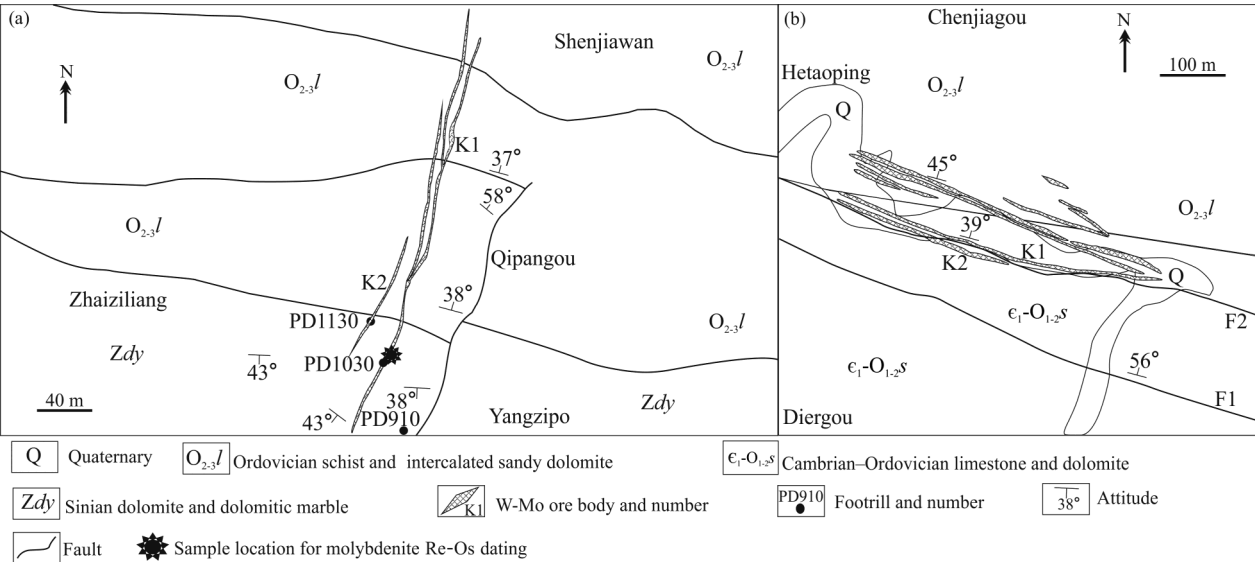 (a)
Shenjiawan
N
O₂₋₃l
O₂₋₃l
K1
37°
58°
O₂₋₃l
Qipangou
K2
Zhaiziliang
38°
PD1130
O₂₋₃l
Zdy
PD1030
43°
38°
Zdy
40 m
43°
PD910
Yangzipo
(b)
Chenjiagou
N
100 m
Hetaoping
O₂₋₃l
Q
45°
O₂₋₃l
39°
K1
K2
Q
є₁-O₁₋₂s
F2
56°
є₁-O₁₋₂s
F1
Diergou
Q Quaternary
O₂₋₃l Ordovician schist and intercalated sandy dolomite
є₁-O₁₋₂s Cambrian–Ordovician limestone and dolomite
Zdy Sinian dolomite and dolomitic marble
K1 W-Mo ore body and number
PD910 Footrill and number
38° Attitude
Fault
Sample location for molybdenite Re-Os dating